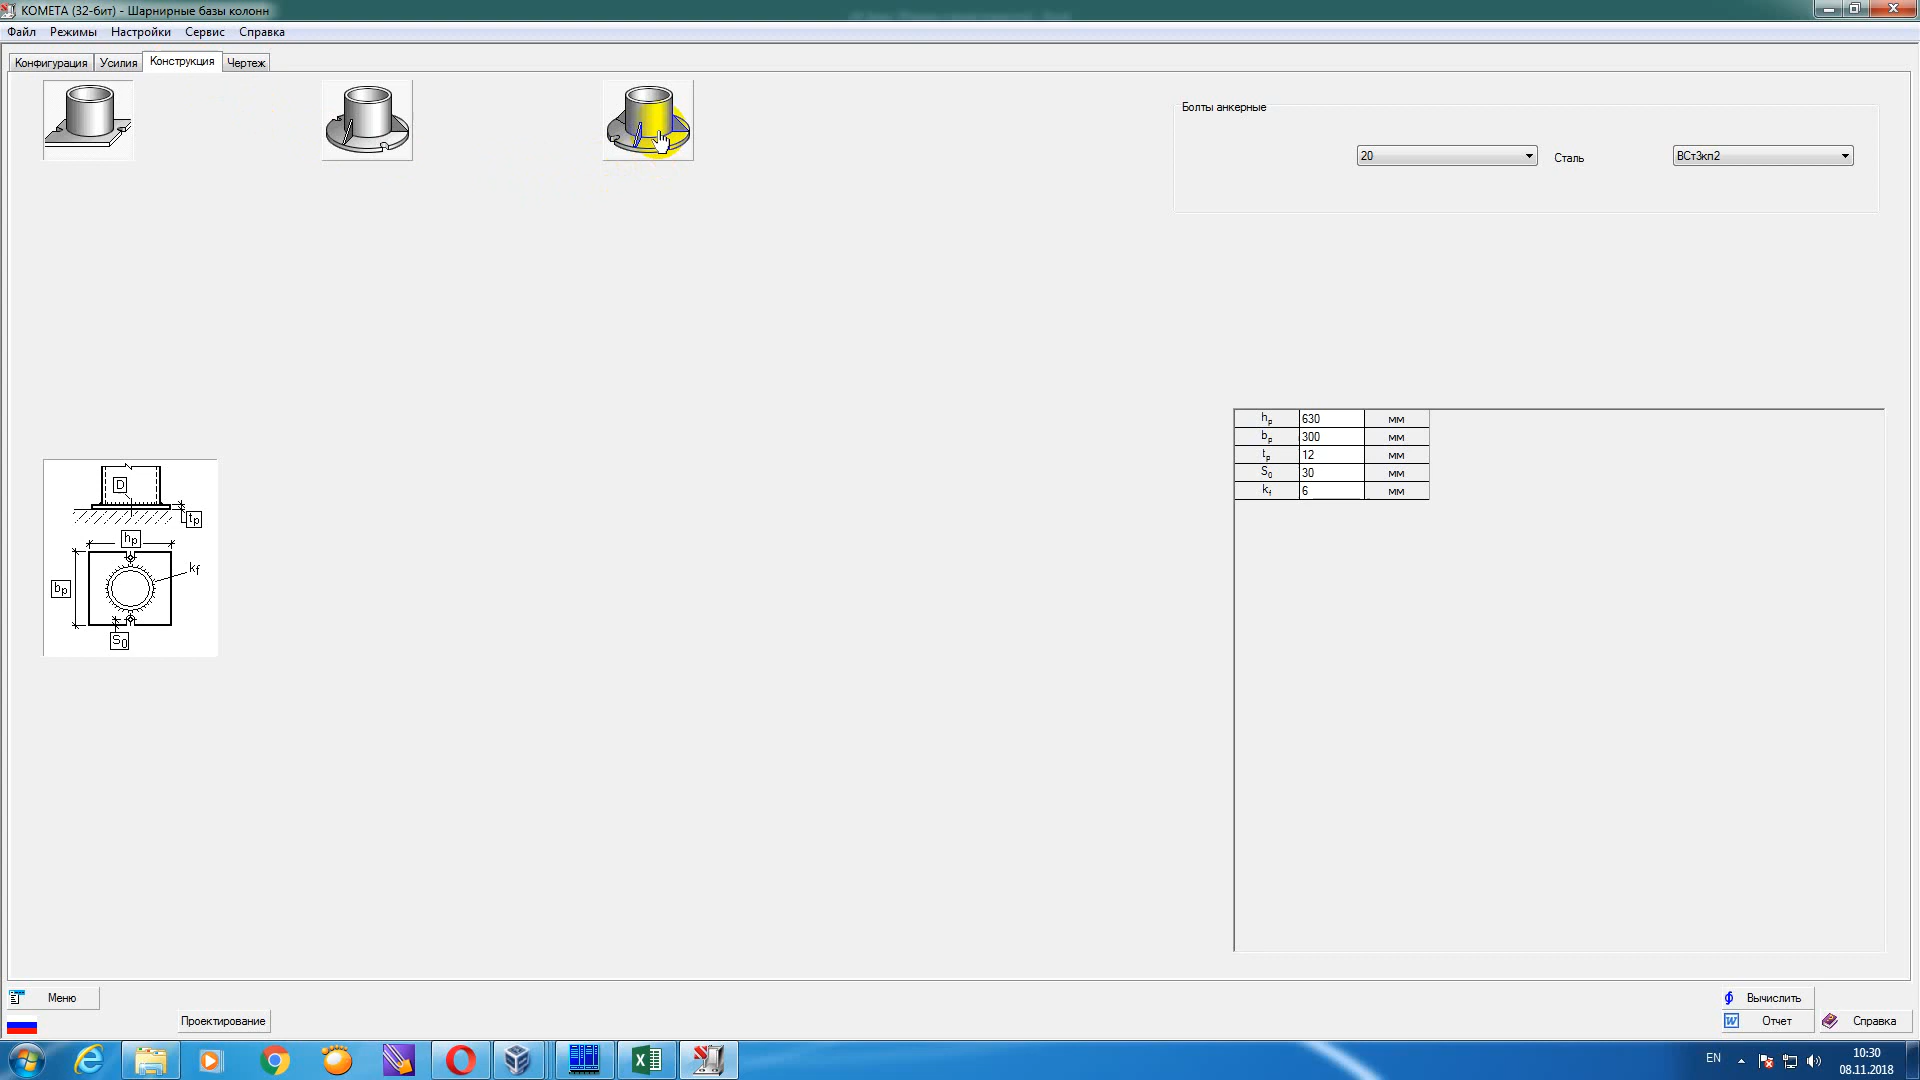 КОМЕТА (32-бит) - Шарнирные базы колонн
Файл Режимы Настройки Сервис Справка
Конфигурация Усилия Конструкция Чертеж
Болты анкерные
20 Сталь ВСт3кп2
hp 630 мм
bp 300 мм
tp 12 мм
S0 30 мм
kf 6 мм
D
tp
hp
kf
bp
S0
Меню
Вычислить
Проектирование
Отчет
Справка
EN
10:30
08.11.2018